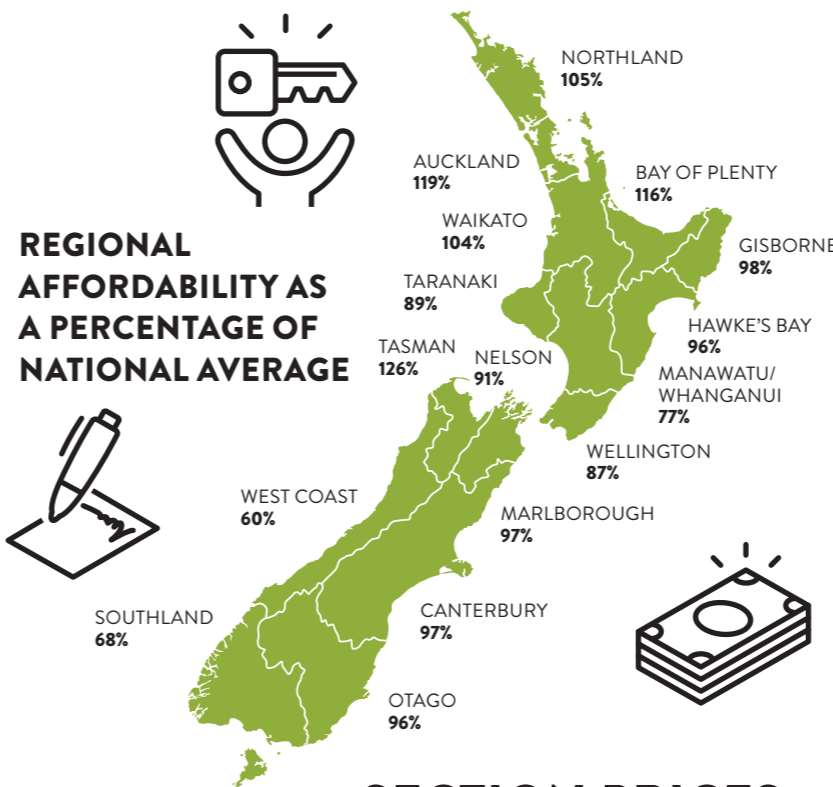 NORTHLAND
105%
AUCKLAND
119%
BAY OF PLENTY
116%
WAIKATO
104%
GISBORNE
98%
REGIONAL
AFFORDABILITY AS
A PERCENTAGE OF
NATIONAL AVERAGE
TARANAKI
89%
HAWKE'S BAY
96%
TASMAN
126%
NELSON
91%
MANAWATU/
WHANGANUI
77%
WELLINGTON
87%
WEST COAST
60%
MARLBOROUGH
97%
SOUTHLAND
68%
CANTERBURY
97%
OTAGO
96%
SECTION PRICES